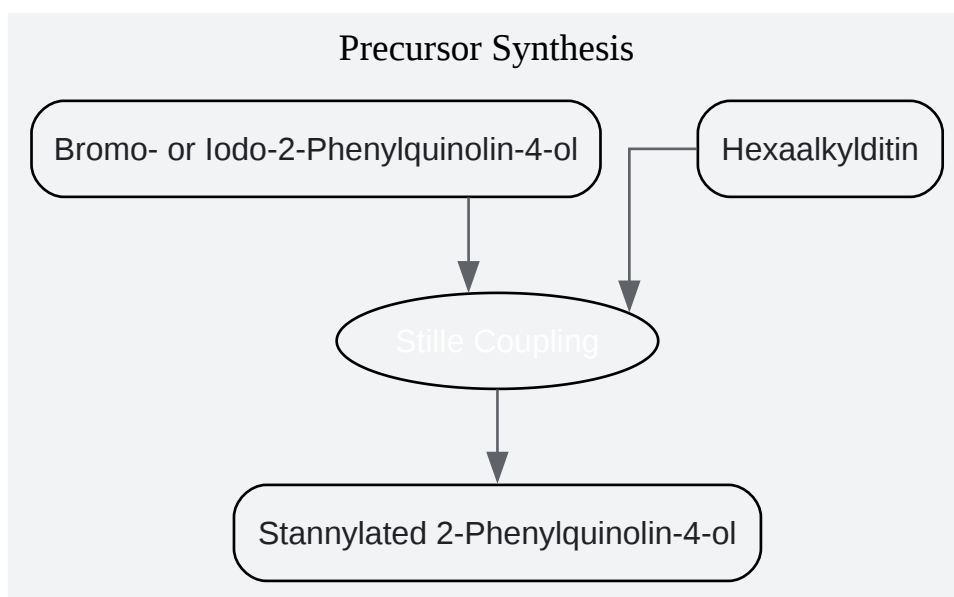 Precursor Synthesis
Bromo- or Iodo-2-Phenylquinolin-4-ol
Hexaalkylditin
Stille Coupling
Stannylated 2-Phenylquinolin-4-ol